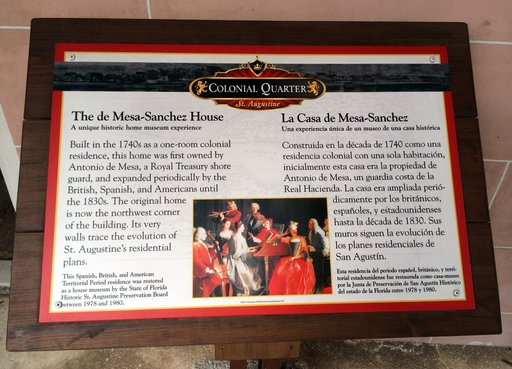 COLONIAL QUARTER
St. Augustine
The de Mesa-Sanchez House
A unique historic home museum experience
Built in the 1740s as a one-room colonial
residence, this home was first owned by
Antonio de Mesa, a Royal Treasury shore
guard, and expanded periodically by the
British, Spanish, and Americans until
the 1830s. The original home
is now the northwest corner
of the building. Its very
walls trace the evolution of
St. Augustine's residential
plans.
This Spanish, British, and American
Territorial Period residence was restored
as a house museum by the State of Florida
Historic St. Augustine Preservation Board
between 1978 and 1980.
La Casa de Mesa-Sanchez
Una experiencia única de un museo de una casa histórica
Construida en la década de 1740 como una
residencia colonial con una sola habitación,
inicialmente esta casa era la propiedad de
Antonio de Mesa, un guardia costa de la
Real Hacienda. La casa era ampliada perió-
dicamente por los británicos,
españoles, y estadounidenses
hasta la década de 1830. Sus
muros siguen la evolución de
los planes residenciales de
San Agustín.
Esta residencia del período español, británico, y terri-
torial estadounidense fue restaurada como casa-museo
por la Junta de Preservación de San Agustín Histórico
del estado de la Florida entre 1978 y 1980.